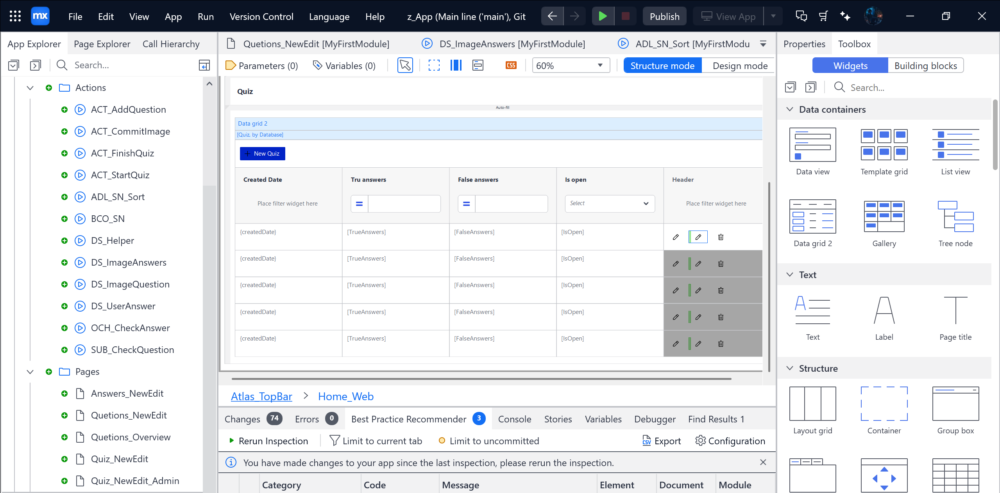 mx File Edit View App Run Version Control Language Help z_App (Main line ('main'), Git Publish View App
App Explorer Page Explorer Call Hierarchy
Search...
Actions
ACT_AddQuestion
ACT_CommitImage
ACT_FinishQuiz
ACT_StartQuiz
ADL_SN_Sort
BCO_SN
DS_Helper
DS_ImageAnswers
DS_ImageQuestion
DS_UserAnswer
OCH_CheckAnswer
SUB_CheckQuestion
Pages
Answers_NewEdit
Quetions_NewEdit
Quetions_Overview
Quiz_NewEdit
Quiz_NewEdit_Admin
Quetions_NewEdit [MyFirstModule] DS_ImageAnswers [MyFirstModule] ADL_SN_Sort [MyFirstModu
Parameters (0) Variables (0) CSS 60% Structure mode Design mode
Quiz
Auto-fill
Data grid 2
[Quiz, by Database]
New Quiz
Created Date Tru answers False answers Is open Header
Place filter widget here = = Select Place filter widget here
{createdDate} [TrueAnswers] [FalseAnswers] [IsOpen]
{createdDate} [TrueAnswers] [FalseAnswers] [IsOpen]
{createdDate} [TrueAnswers] [FalseAnswers] [IsOpen]
{createdDate} [TrueAnswers] [FalseAnswers] [IsOpen]
{createdDate} [TrueAnswers] [FalseAnswers] [IsOpen]
Atlas_TopBar > Home_Web
Changes 74 Errors 0 Best Practice Recommender 3 Console Stories Variables Debugger Find Results 1
Rerun Inspection Limit to current tab Limit to uncommitted CSV Export Configuration
You have made changes to your app since the last inspection, please rerun the inspection.
Category Code Message Element Document Module
Properties Toolbox
Widgets Building blocks
Search...
Data containers
Data view Template grid List view
Data grid 2 Gallery Tree node
Text
Text Label Page title
Structure
Layout grid Container Group box